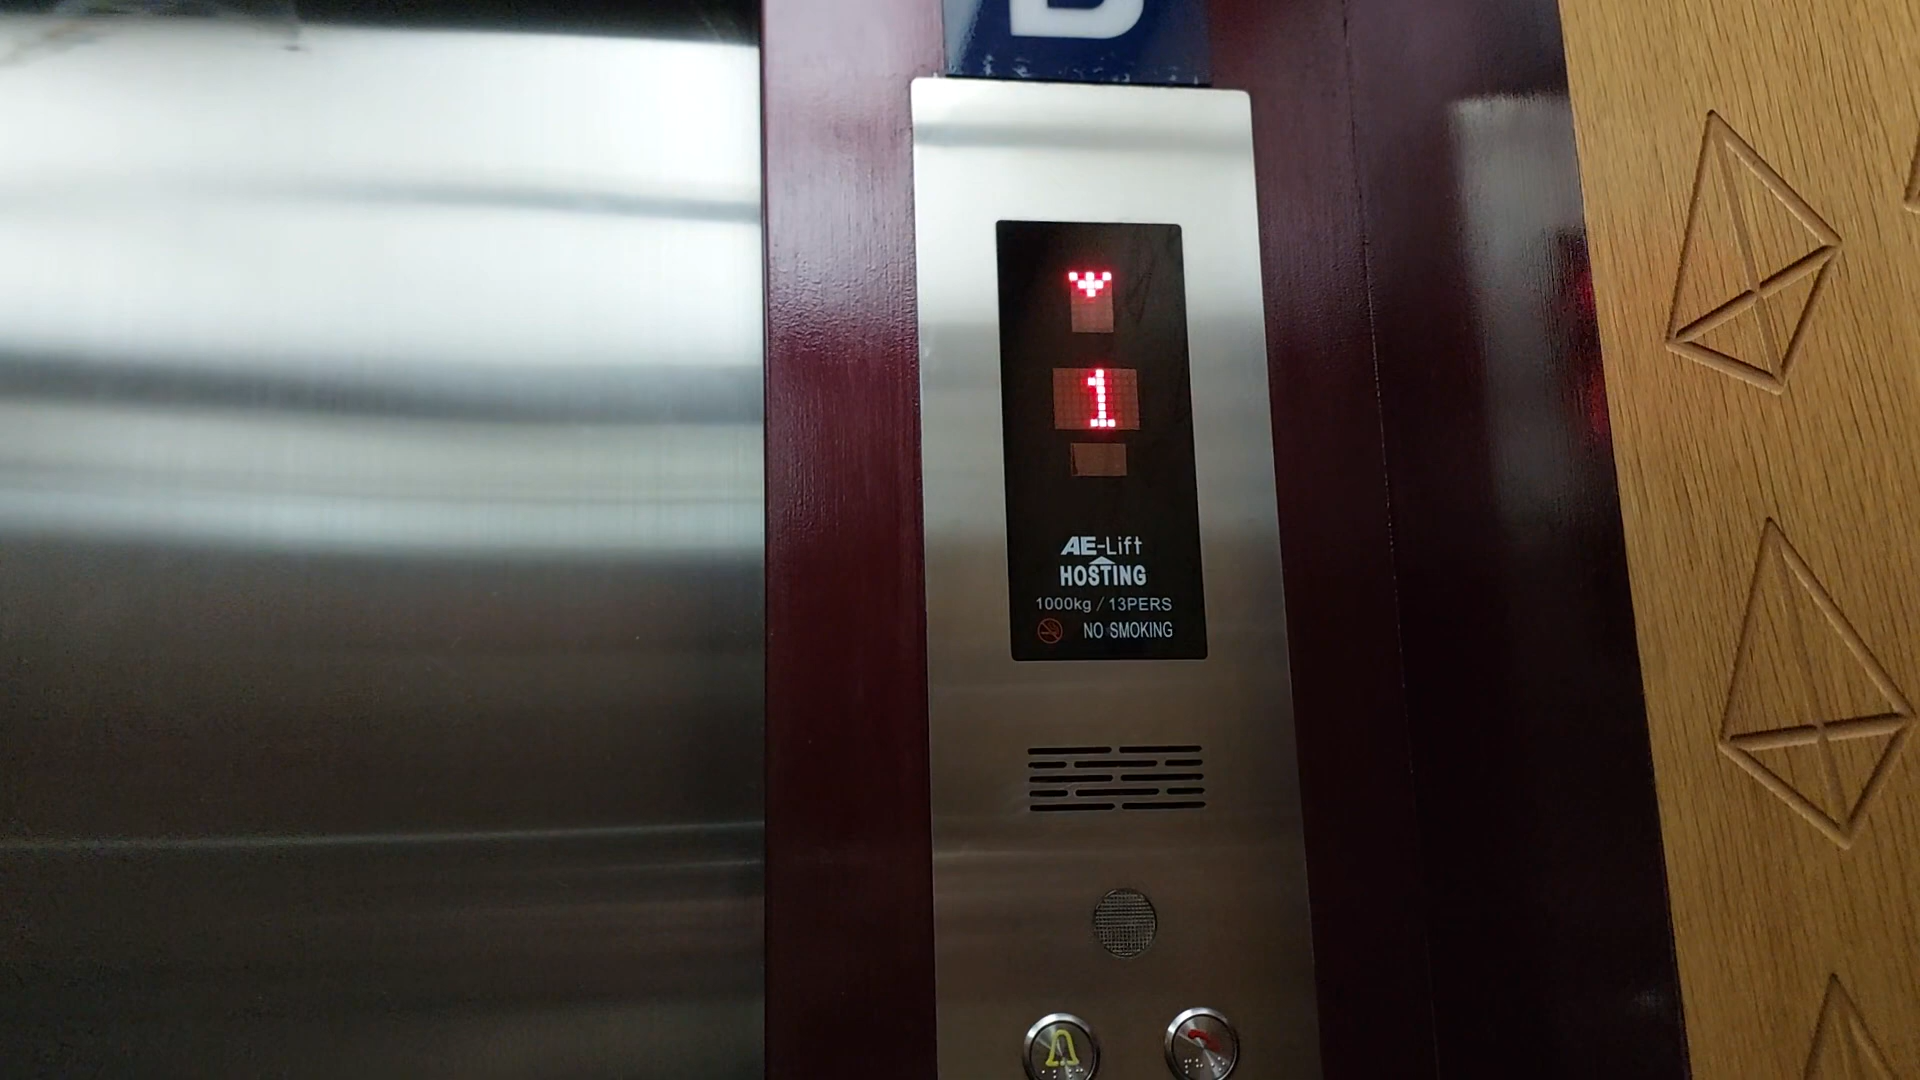 1
AE-Lift
HOSTING
1000kg / 13PERS
NO SMOKING